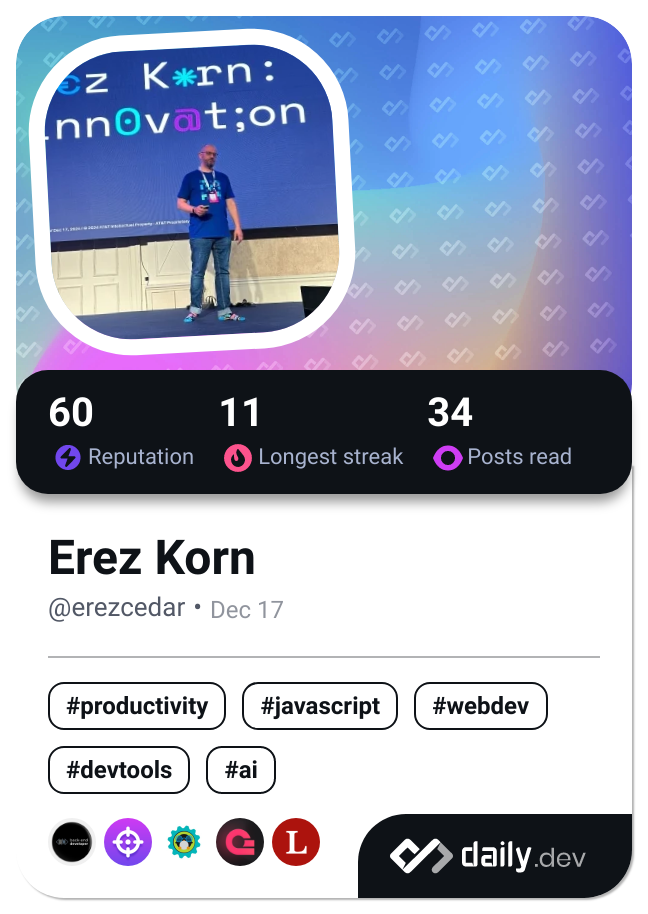 ez K*rn:
nn0v@t;on
60
11
34
Reputation
Longest streak
Posts read
Erez Korn
@erezcedar • Dec 17
#productivity #javascript #webdev
#devtools #ai
L
daily.dev